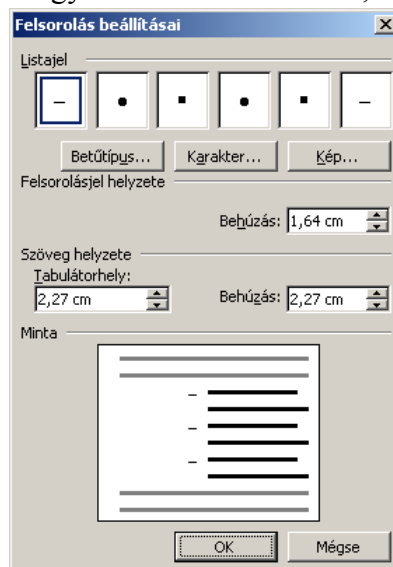 Felsorolás beállításai
Listajel
Betűtípus... Karakter... Kép...
Felsorolásjel helyzete
Behúzás: 1,64 cm
Szöveg helyzete
Tabulátorhely:
2,27 cm Behúzás: 2,27 cm
Minta
OK Mégse